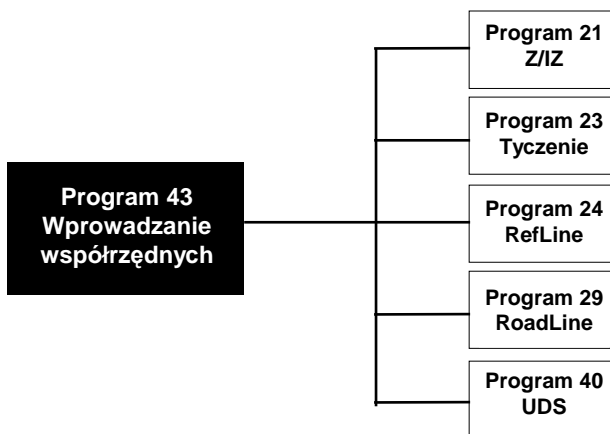 Program 43
Wprowadzanie
współrzędnych
Program 21
Z/IZ
Program 23
Tyczenie
Program 24
RefLine
Program 29
RoadLine
Program 40
UDS